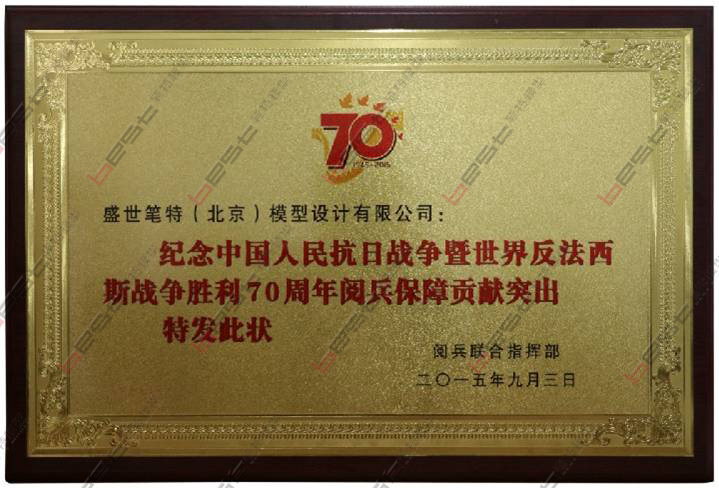 70
1945-2015
盛世笔特（北京）模型设计有限公司：
纪念中国人民抗日战争暨世界反法西
斯战争胜利70周年阅兵保障贡献突出
特发此状
阅兵联合指挥部
二〇一五年九月三日
best